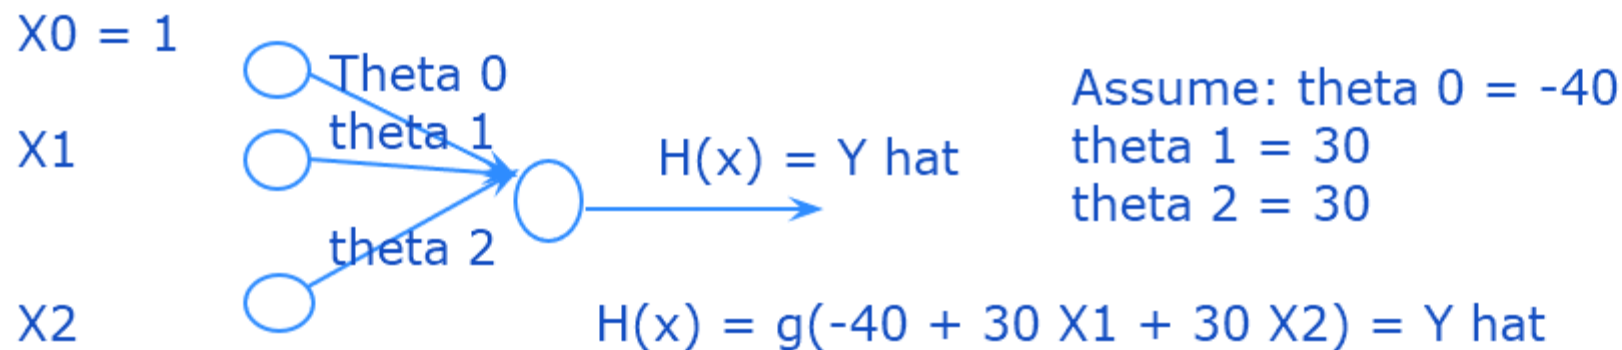 X0 = 1
Theta 0
theta 1
X1
theta 2
X2
H(x) = Y hat
Assume: theta 0 = -40
theta 1 = 30
theta 2 = 30
H(x) = g(-40 + 30 X1 + 30 X2) = Y hat